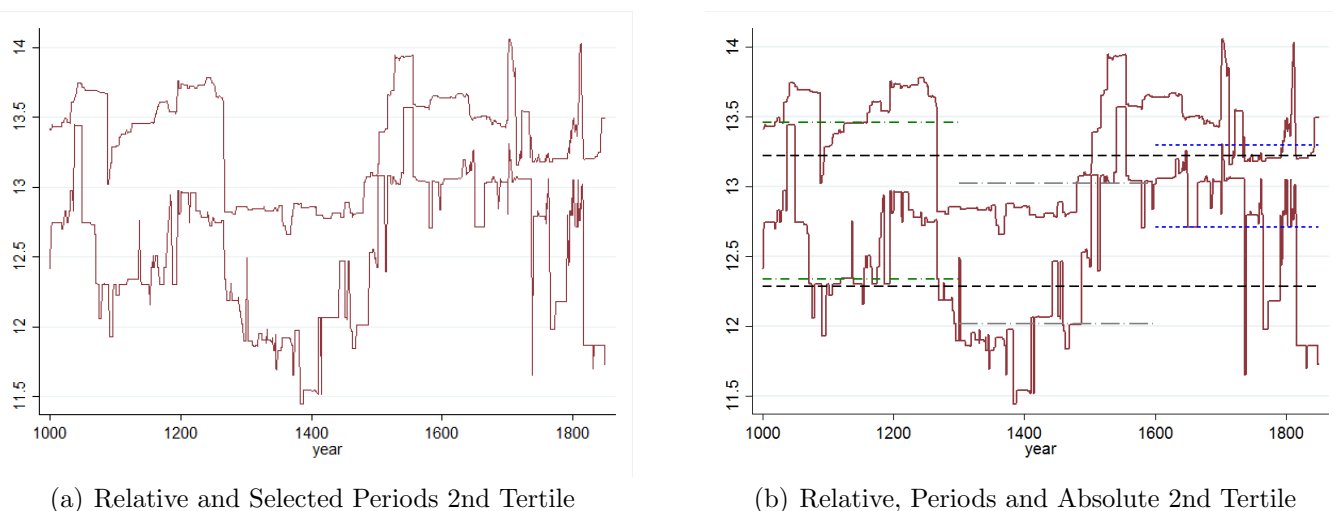 14
13.5
13
12.5
12
11.5
1000 1200 1400 1600 1800
year
(a) Relative and Selected Periods 2nd Tertile
14
13.5
13
12.5
12
11.5
1000 1200 1400 1600 1800
year
(b) Relative, Periods and Absolute 2nd Tertile